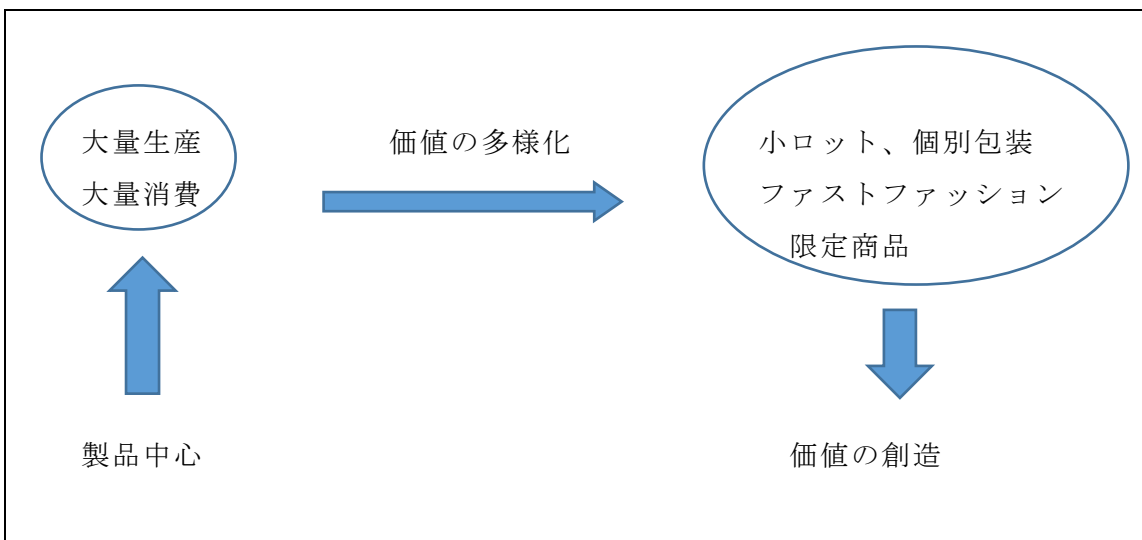 大量生産
大量消費
価値の多様化
小ロット、個別包装
ファストファッション
限定商品
製品中心
価値の創造